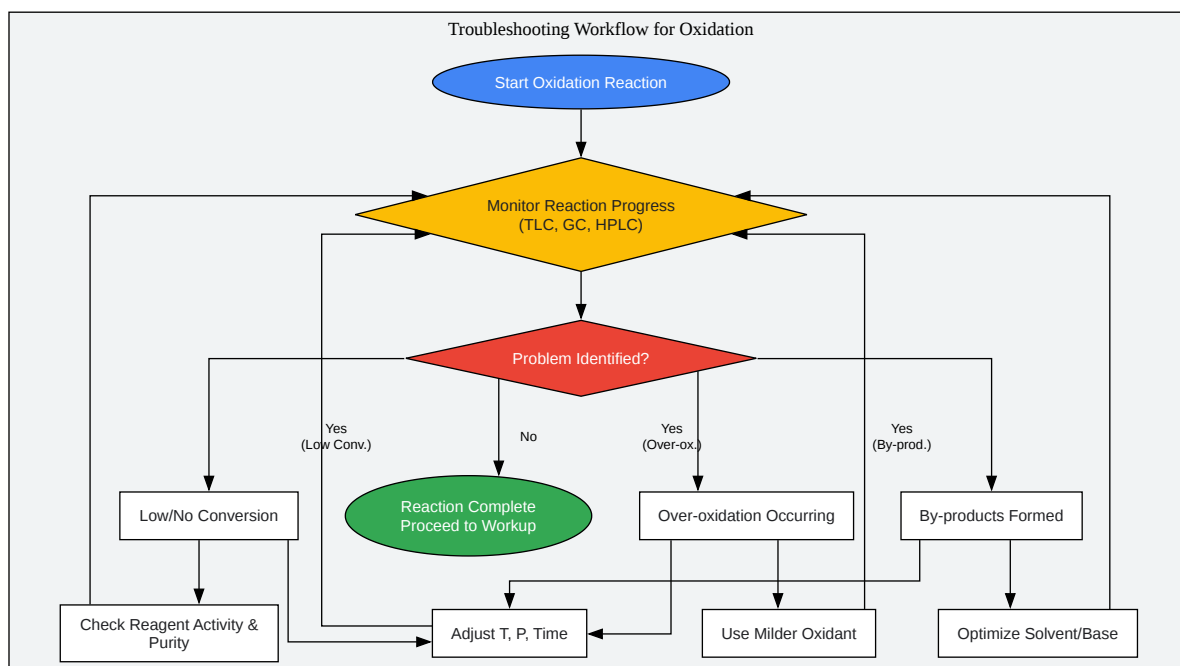 Troubleshooting Workflow for Oxidation
Start Oxidation Reaction
Monitor Reaction Progress
(TLC, GC, HPLC)
Problem Identified?
Yes
(Low Conv.)
No
Yes
(Over-ox.)
Yes
(By-prod.)
Low/No Conversion
Reaction Complete
Proceed to Workup
Over-oxidation Occurring
By-products Formed
Check Reagent Activity &
Purity
Adjust T, P, Time
Use Milder Oxidant
Optimize Solvent/Base